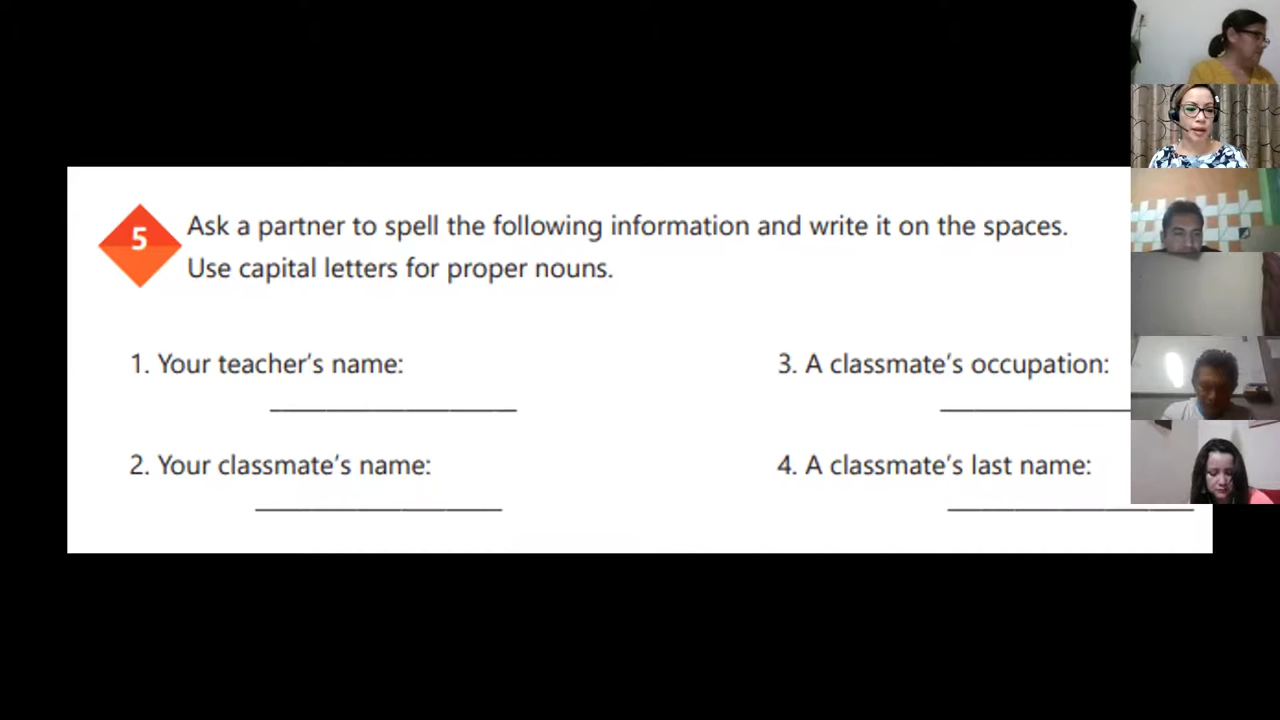 5
Ask a partner to spell the following information and write it on the spaces.
Use capital letters for proper nouns.
1. Your teacher's name:
3. A classmate's occupation:
2. Your classmate's name:
4. A classmate's last name: